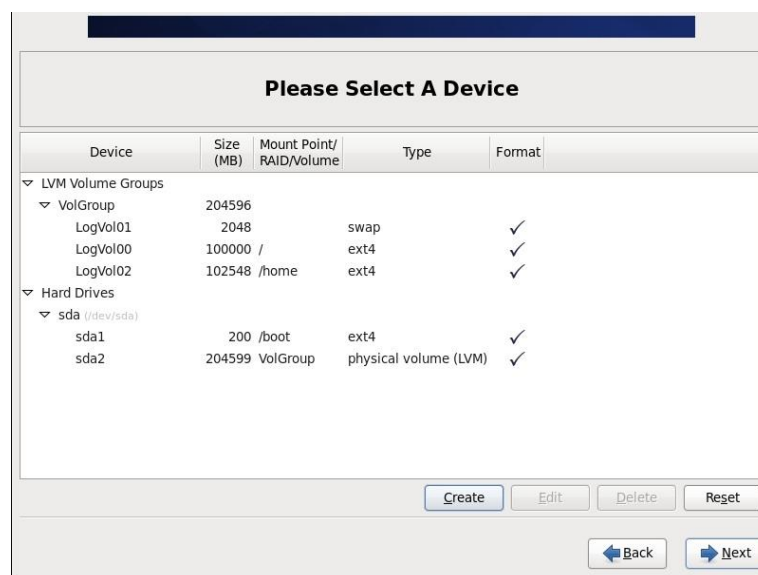 Please Select A Device
Device Size (MB) Mount Point/ RAID/Volume Type Format
LVM Volume Groups
VolGroup 204596
LogVol01 2048 swap
LogVol00 100000 / ext4
LogVol02 102548 /home ext4
Hard Drives
sda (/dev/sda)
sda1 200 /boot ext4
sda2 204599 VolGroup physical volume (LVM)
Create Edit Delete Reset
Back Next